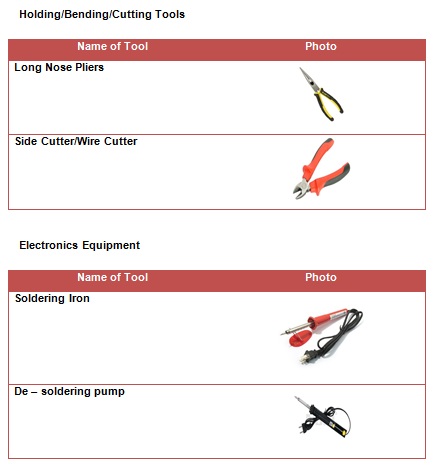 Holding/Bending/Cutting Tools
Name of Tool Photo
Long Nose Pliers
Side Cutter/Wire Cutter
Electronics Equipment
Name of Tool Photo
Soldering Iron
De – soldering pump